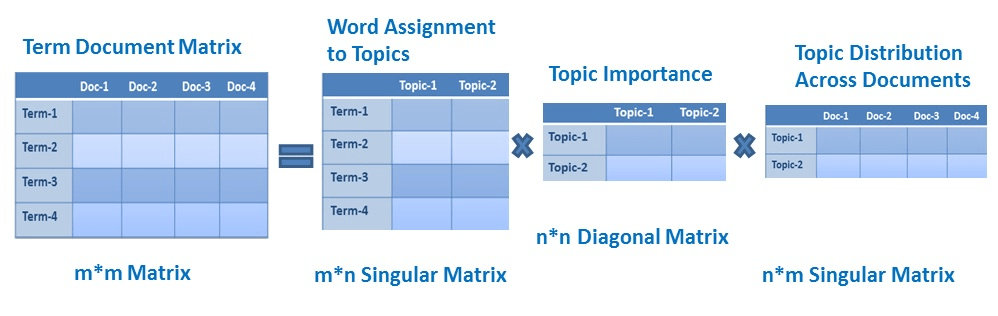 Term Document Matrix
Doc-1 Doc-2 Doc-3 Doc-4
Term-1
Term-2
Term-3
Term-4
m*m Matrix
Word Assignment
to Topics
Topic-1 Topic-2
Term-1
Term-2
Term-3
Term-4
m*n Singular Matrix
Topic Importance
Topic-1 Topic-2
Topic-1
Topic-2
n*n Diagonal Matrix
Topic Distribution
Across Documents
Doc-1 Doc-2 Doc-3 Doc-4
Topic-1
Topic-2
n*m Singular Matrix